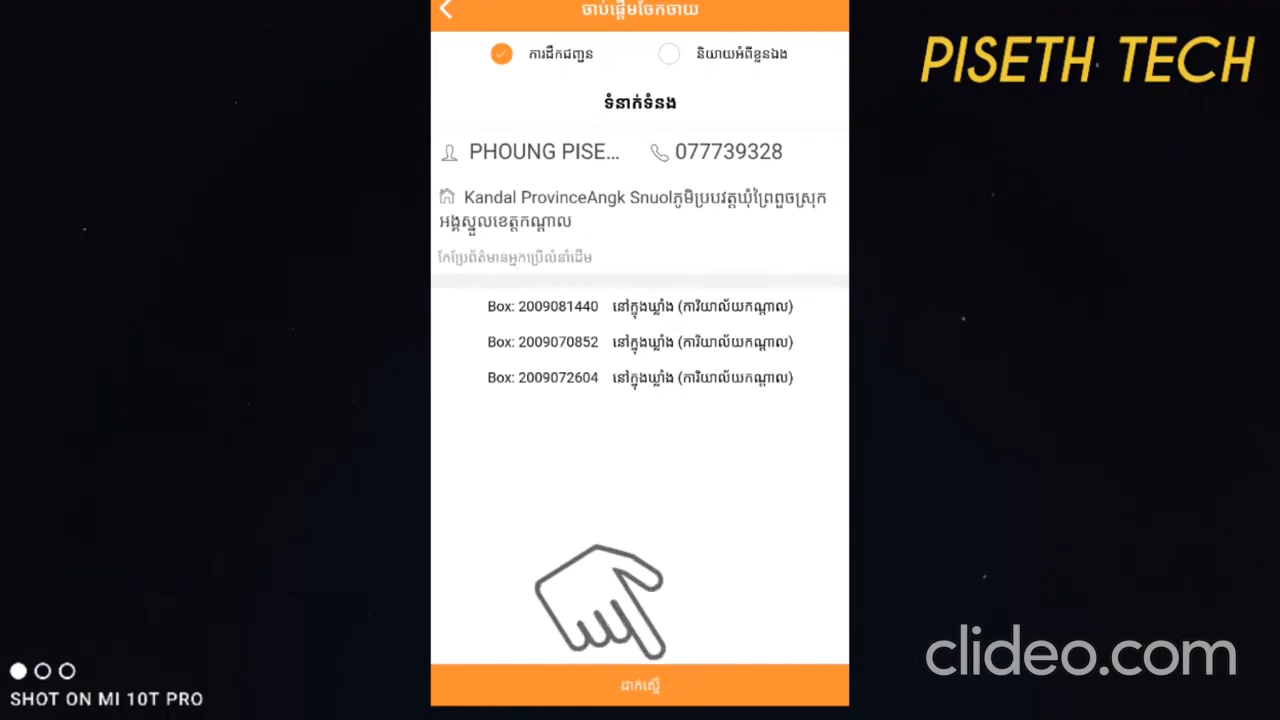 ចាប់ផ្ដើមចែកចាយ
ការដឹកជញ្ជូន
និយាយអំពីខ្លួនឯង
PISETH TECH
ទំនាក់ទំនង
PHOUNG PISE...
077739328
Kandal ProvinceAngk Snuolភូមិប្របវត្តឃុំព្រៃពួចស្រុក
អង្គស្នួលខេត្តកណ្ដាល
កែប្រែព័ត៌មានអ្នកប្រើលំនាំដើម
Box: 2009081440 នៅក្នុងឃ្លាំង (ការិយាល័យកណ្ដាល)
Box: 2009070852 នៅក្នុងឃ្លាំង (ការិយាល័យកណ្ដាល)
Box: 2009072604 នៅក្នុងឃ្លាំង (ការិយាល័យកណ្ដាល)
clideo.com
ដាក់ស្នើ
SHOT ON MI 10T PRO